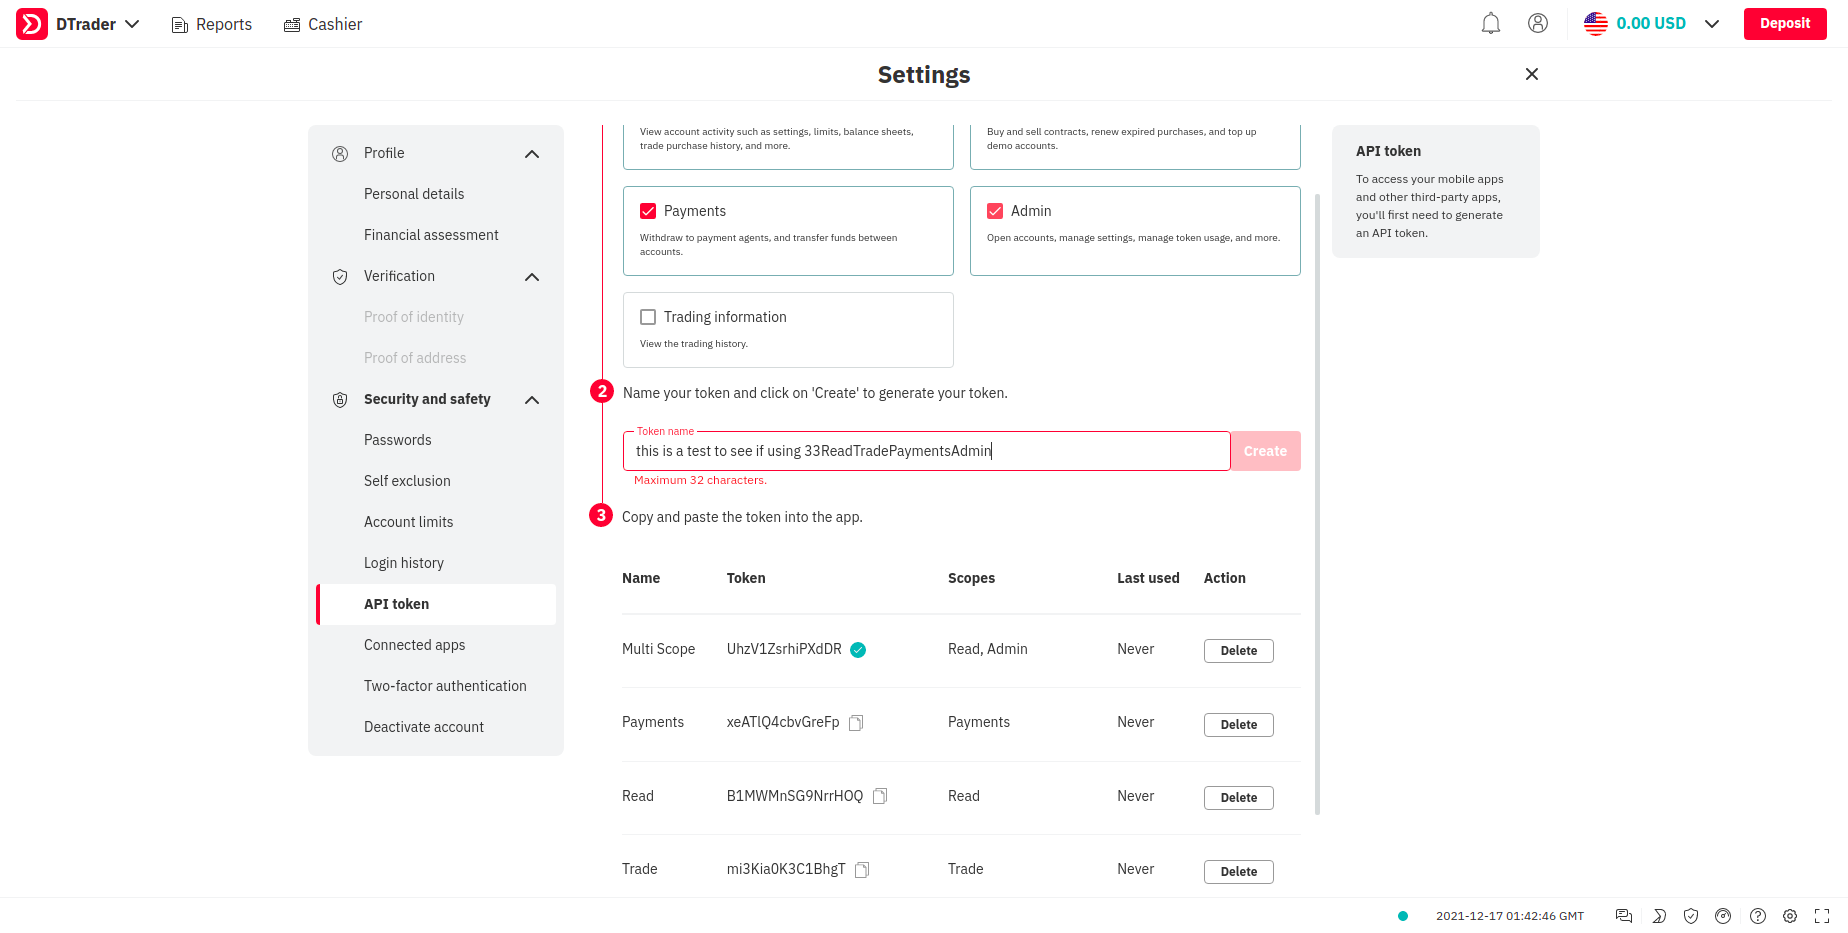 DTrader
Reports
Cashier
0.00 USD
Deposit
Settings
Profile
Personal details
Financial assessment
Verification
Proof of identity
Proof of address
Security and safety
Passwords
Self exclusion
Account limits
Login history
API token
Connected apps
Two-factor authentication
Deactivate account
View account activity such as settings, limits, balance sheets,
trade purchase history, and more.
Buy and sell contracts, renew expired purchases, and top up
demo accounts.
Payments
Withdraw to payment agents, and transfer funds between
accounts.
Admin
Open accounts, manage settings, manage token usage, and more.
Trading information
View the trading history.
2 Name your token and click on 'Create' to generate your token.
Token name
this is a test to see if using 33ReadTradePaymentsAdmin
Create
Maximum 32 characters.
3 Copy and paste the token into the app.
Name Token Scopes Last used Action
Multi Scope UhzV1ZsrhiPXdDR Read, Admin Never Delete
Payments xeATlQ4cbvGreFp Payments Never Delete
Read B1MWMnSG9NrrHOQ Read Never Delete
Trade mi3Kia0K3C1BhgT Trade Never Delete
API token
To access your mobile apps
and other third-party apps,
you'll first need to generate
an API token.
2021-12-17 01:42:46 GMT